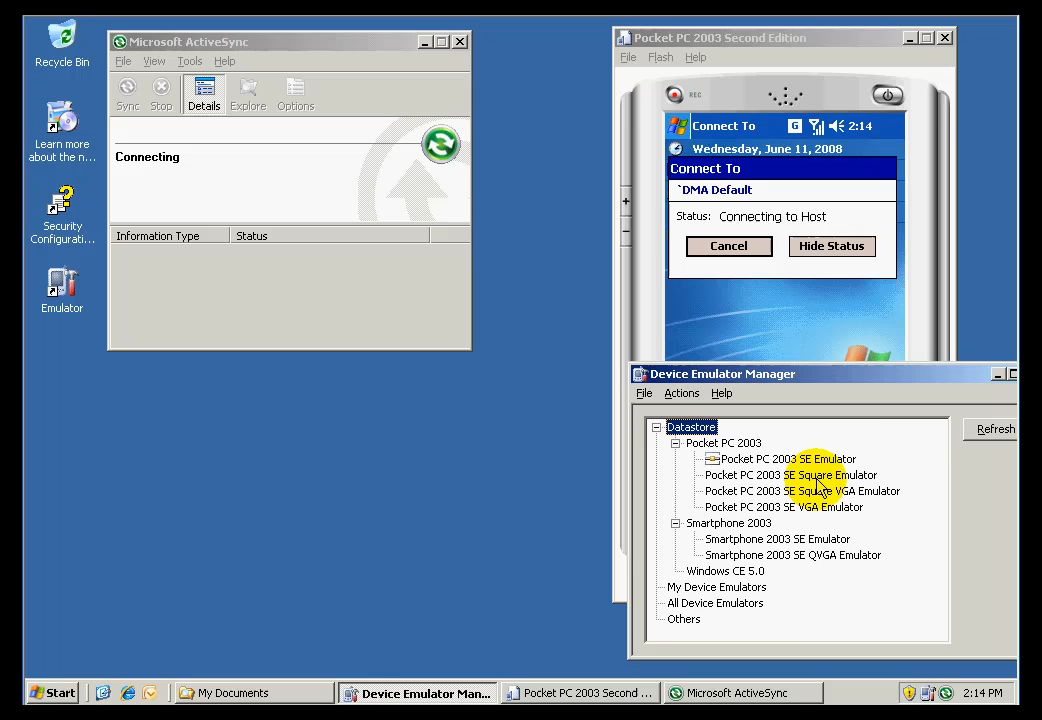 Recycle Bin
Learn more
about the n...
Security
Configurati...
Emulator
Microsoft ActiveSync
File View Tools Help
Sync Stop Details Explore Options
Connecting
Information Type Status
Pocket PC 2003 Second Edition
File Flash Help
REC
Connect To G 2:14
Wednesday, June 11, 2008
Connect To
`DMA Default
Status: Connecting to Host
Cancel Hide Status
+
−
Device Emulator Manager
File Actions Help
Datastore
Pocket PC 2003
Pocket PC 2003 SE Emulator
Pocket PC 2003 SE Square Emulator
Pocket PC 2003 SE Square VGA Emulator
Pocket PC 2003 SE VGA Emulator
Smartphone 2003
Smartphone 2003 SE Emulator
Smartphone 2003 SE QVGA Emulator
Windows CE 5.0
My Device Emulators
All Device Emulators
Others
Refresh
Start My Documents Device Emulator Man... Pocket PC 2003 Second ... Microsoft ActiveSync 2:14 PM